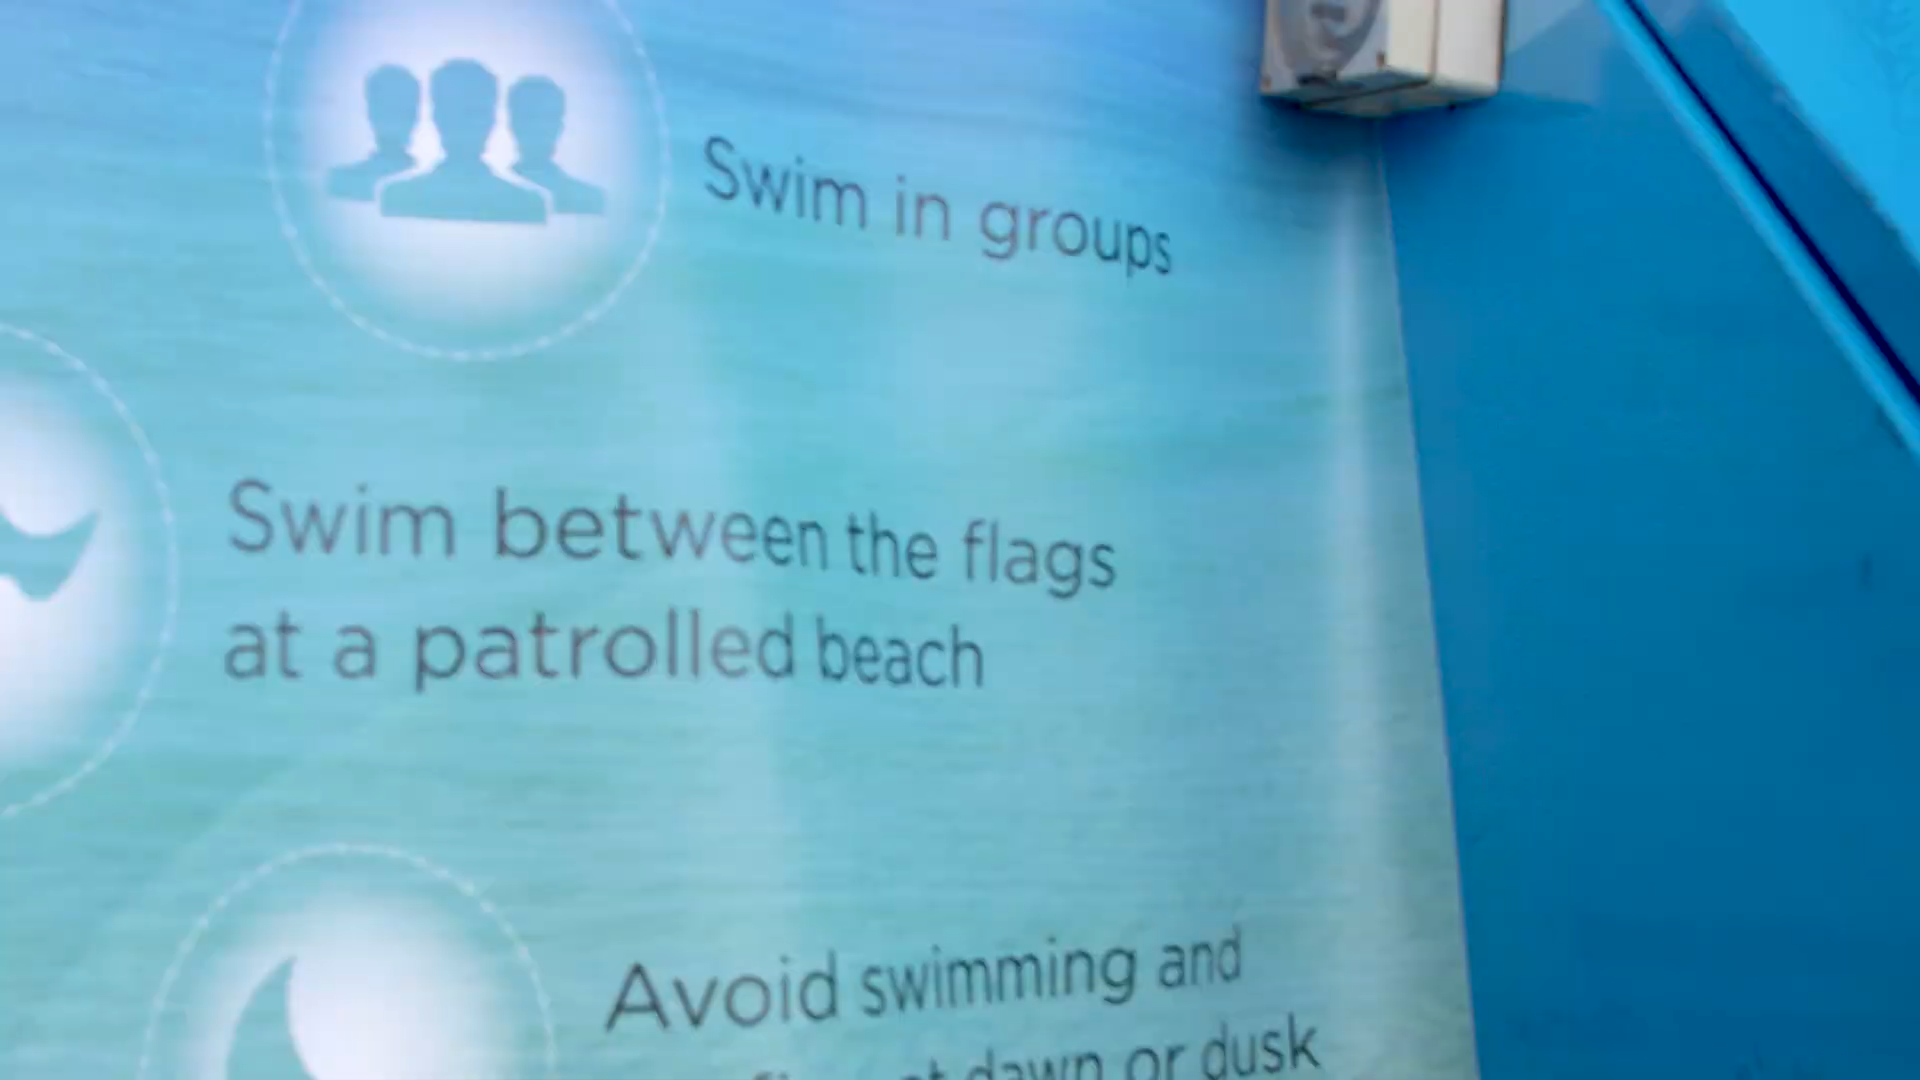 Swim in groups
Swim between the flags
at a patrolled beach
Avoid swimming and
at dawn or dusk